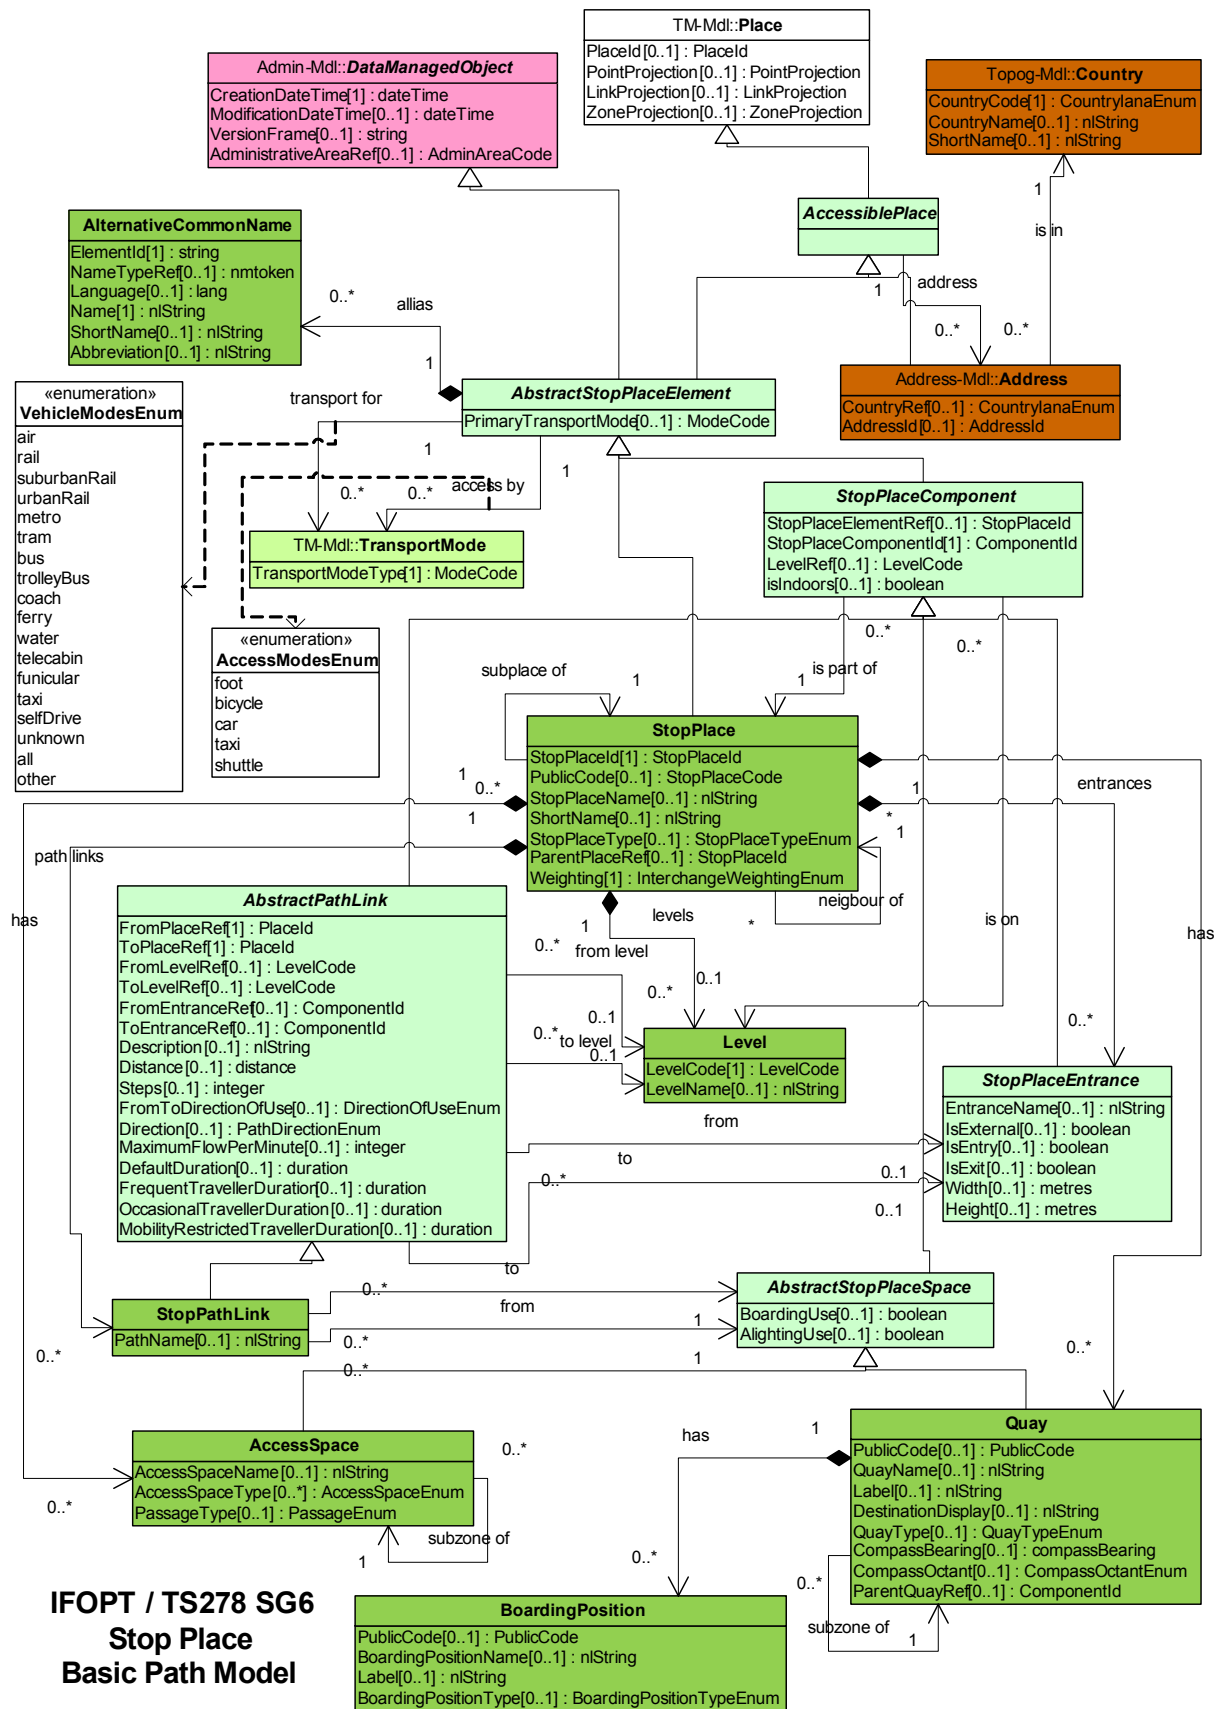 TM-Mdl::Place
PlaceId[0..1] : PlaceId
PointProjection[0..1] : PointProjection
LinkProjection[0..1] : LinkProjection
ZoneProjection[0..1] : ZoneProjection
Admin-Mdl::DataManagedObject
CreationDateTime[1] : dateTime
ModificationDateTime[0..1] : dateTime
VersionFrame[0..1] : string
AdministrativeAreaRef[0..1] : AdminAreaCode
Topog-Mdl::Country
CountryCode[1] : CountryIanaEnum
CountryName[0..1] : nlString
ShortName[0..1] : nlString
1
is in
0..*
AccessiblePlace
1
address
0..*
AlternativeCommonName
ElementId[1] : string
NameTypeRef[0..1] : nmtoken
Language[0..1] : lang
Name[1] : nlString
ShortName[0..1] : nlString
Abbreviation[0..1] : nlString
0..*
allias
1
Address-Mdl::Address
CountryRef[0..1] : CountryIanaEnum
AddressId[0..1] : AddressId
AbstractStopPlaceElement
PrimaryTransportMode[0..1] : ModeCode
«enumeration»
VehicleModesEnum
air
rail
suburbanRail
urbanRail
metro
tram
bus
trolleyBus
coach
ferry
water
telecabin
funicular
taxi
selfDrive
unknown
all
other
transport for
1
1
0..*
0..*
access by
TM-Mdl::TransportMode
TransportModeType[1] : ModeCode
«enumeration»
AccessModesEnum
foot
bicycle
car
taxi
shuttle
StopPlaceComponent
StopPlaceElementRef[0..1] : StopPlaceId
StopPlaceComponentId[1] : ComponentId
LevelRef[0..1] : LevelCode
isIndoors[0..1] : boolean
0..*
0..*
subplace of
1
is part of
1
StopPlace
StopPlaceId[1] : StopPlaceId
PublicCode[0..1] : StopPlaceCode
StopPlaceName[0..1] : nlString
ShortName[0..1] : nlString
StopPlaceType[0..1] : StopPlaceTypeEnum
ParentPlaceRef[0..1] : StopPlaceId
Weighting[1] : InterchangeWeightingEnum
1
0..*
1
1
entrances
*
1
path links
has
neigbour of
*
is on
has
levels
1
from level
0..*
0..1
0..*
0..1
0..*
to level
0..1
0..*
AbstractPathLink
FromPlaceRef[1] : PlaceId
ToPlaceRef[1] : PlaceId
FromLevelRef[0..1] : LevelCode
ToLevelRef[0..1] : LevelCode
FromEntranceRef[0..1] : ComponentId
ToEntranceRef[0..1] : ComponentId
Description[0..1] : nlString
Distance[0..1] : distance
Steps[0..1] : integer
FromToDirectionOfUse[0..1] : DirectionOfUseEnum
Direction[0..1] : PathDirectionEnum
MaximumFlowPerMinute[0..1] : integer
DefaultDuration[0..1] : duration
FrequentTravellerDuration[0..1] : duration
OccasionalTravellerDuration[0..1] : duration
MobilityRestrictedTravellerDuration[0..1] : duration
Level
LevelCode[1] : LevelCode
LevelName[0..1] : nlString
StopPlaceEntrance
EntranceName[0..1] : nlString
IsExternal[0..1] : boolean
IsEntry[0..1] : boolean
IsExit[0..1] : boolean
Width[0..1] : metres
Height[0..1] : metres
from
to
0..*
0..1
0..1
to
0..*
from
1
0..*
StopPathLink
PathName[0..1] : nlString
AbstractStopPlaceSpace
BoardingUse[0..1] : boolean
AlightingUse[0..1] : boolean
0..*
0..*
1
0..*
AccessSpace
AccessSpaceName[0..1] : nlString
AccessSpaceType[0..*] : AccessSpaceEnum
PassageType[0..1] : PassageEnum
0..*
0..*
subzone of
1
has
1
0..*
Quay
PublicCode[0..1] : PublicCode
QuayName[0..1] : nlString
Label[0..1] : nlString
DestinationDisplay[0..1] : nlString
QuayType[0..1] : QuayTypeEnum
CompassBearing[0..1] : compassBearing
CompassOctant[0..1] : CompassOctantEnum
ParentQuayRef[0..1] : ComponentId
0..*
subzone of
1
BoardingPosition
PublicCode[0..1] : PublicCode
BoardingPositionName[0..1] : nlString
Label[0..1] : nlString
BoardingPositionType[0..1] : BoardingPositionTypeEnum
IFOPT / TS278 SG6
Stop Place
Basic Path Model